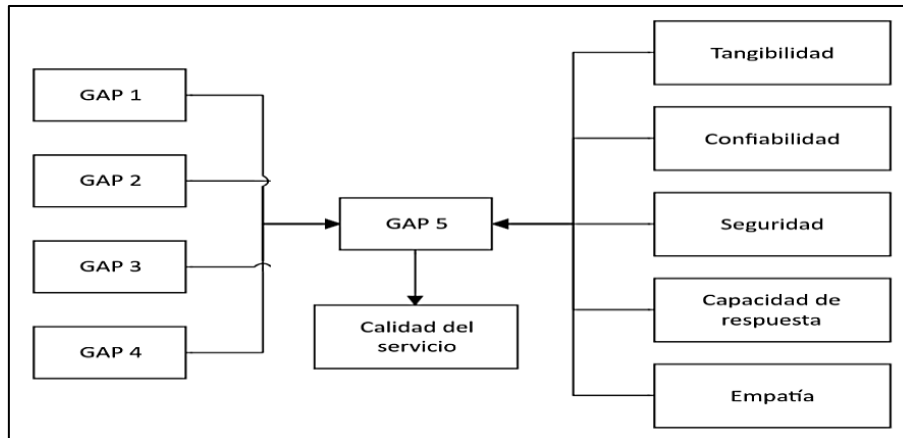 GAP 1
GAP 2
GAP 3
GAP 4
GAP 5
Calidad del
servicio
Tangibilidad
Confiabilidad
Seguridad
Capacidad de
respuesta
Empatía